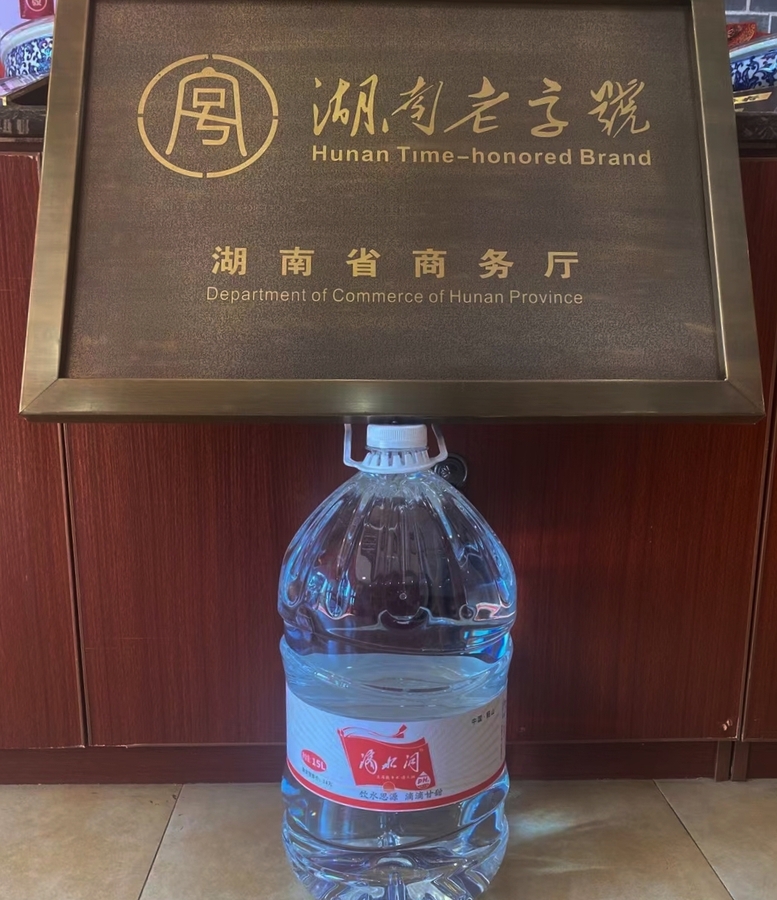 湖南老字號
Hunan Time-honored Brand
湖南省商务厅
Department of Commerce of Hunan Province
15L
滴水洞
饮水思源 滴滴甘甜